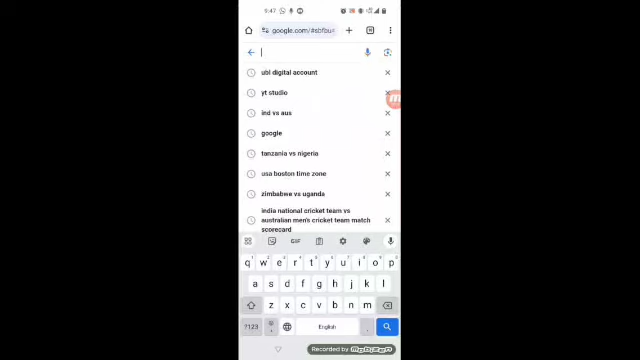 9:47
google.com/#sbfbu
ubl digital account
yt studio
ind vs aus
google
tanzania vs nigeria
usa boston time zone
zimbabwe vs uganda
india national cricket team vs
australian men's cricket team match
scorecard
GIF
q w e r t y u i o p
a s d f g h j k l
z x c v b n m
?123 English
Recorded by